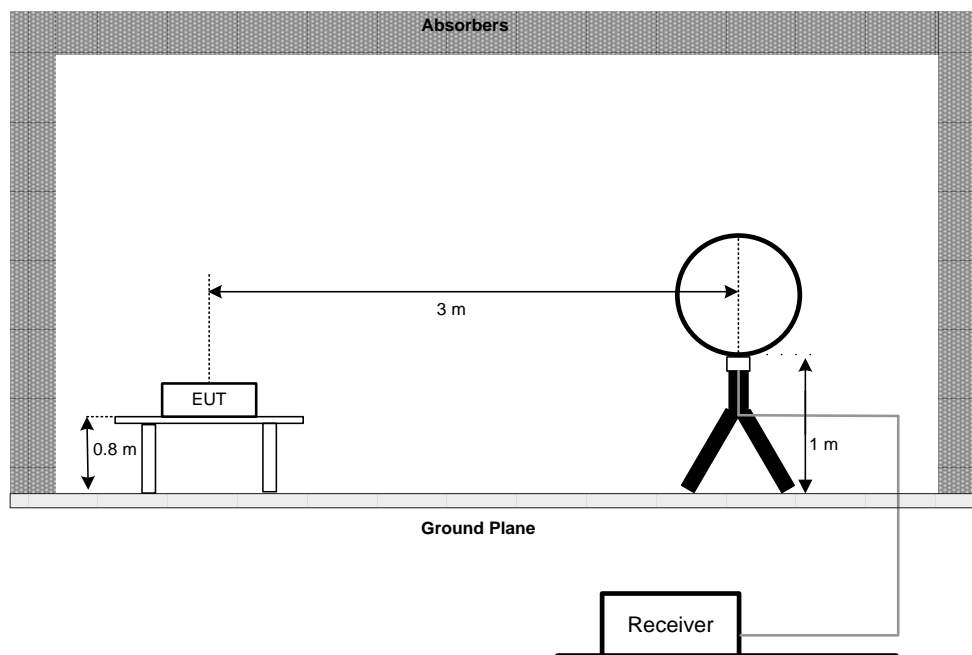 Absorbers
3 m
EUT
0.8 m
1 m
Ground Plane
Receiver